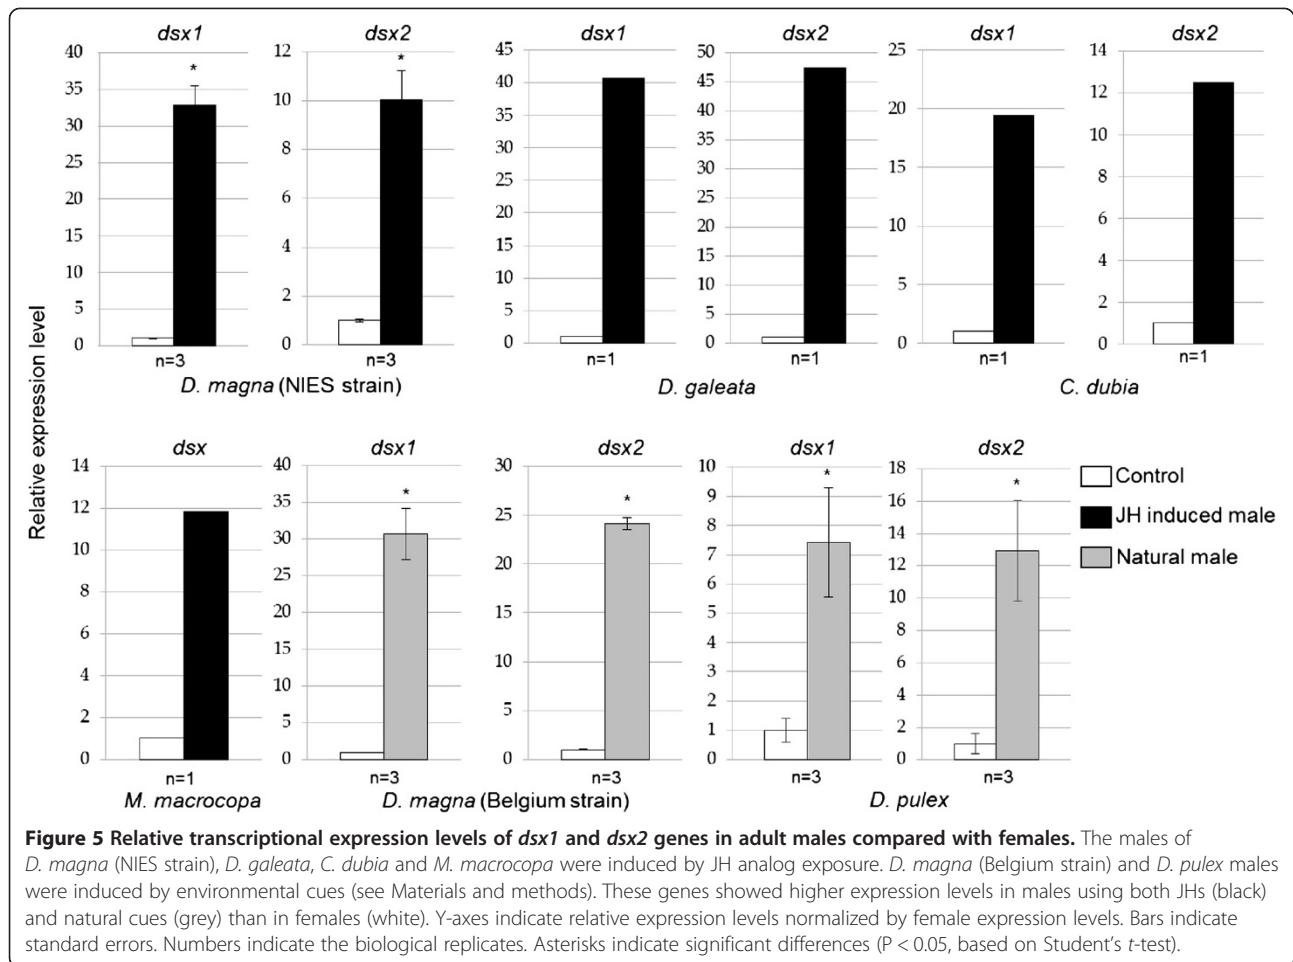 dsx1 dsx2 dsx1 dsx2 dsx1 dsx2
40 35 30 25 20 15 10 5 0
*
n=3
12 10 8 6 4 2 0
*
n=3
D. magna (NIES strain)
45 40 35 30 25 20 15 10 5 0
n=1
50 45 40 35 30 25 20 15 10 5 0
n=1
D. galeata
25 20 15 10 5 0
n=1
14 12 10 8 6 4 2 0
n=1
C. dubia
Relative expression level
dsx dsx1 dsx2 dsx1 dsx2
14 12 10 8 6 4 2 0
n=1
M. macrocopa
40 35 30 25 20 15 10 5 0
*
n=3
30 25 20 15 10 5 0
*
n=3
D. magna (Belgium strain)
10 9 8 7 6 5 4 3 2 1 0
*
n=3
18 16 14 12 10 8 6 4 2 0
*
n=3
D. pulex
Control
JH induced male
Natural male
Figure 5 Relative transcriptional expression levels of dsx1 and dsx2 genes in adult males compared with females. The males of
D. magna (NIES strain), D. galeata, C. dubia and M. macrocopa were induced by JH analog exposure. D. magna (Belgium strain) and D. pulex males
were induced by environmental cues (see Materials and methods). These genes showed higher expression levels in males using both JHs (black)
and natural cues (grey) than in females (white). Y-axes indicate relative expression levels normalized by female expression levels. Bars indicate
standard errors. Numbers indicate the biological replicates. Asterisks indicate significant differences (P < 0.05, based on Student's t-test).